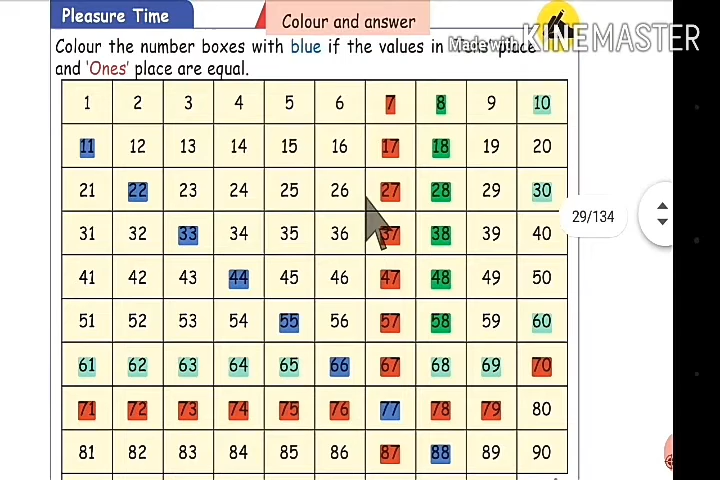 Pleasure Time
Colour and answer
Made with KINEMASTER
Colour the number boxes with blue if the values in place
and 'Ones' place are equal.
1 2 3 4 5 6 7 8 9 10
11 12 13 14 15 16 17 18 19 20
21 22 23 24 25 26 27 28 29 30
29/134
31 32 33 34 35 36 37 38 39 40
41 42 43 44 45 46 47 48 49 50
51 52 53 54 55 56 57 58 59 60
61 62 63 64 65 66 67 68 69 70
71 72 73 74 75 76 77 78 79 80
81 82 83 84 85 86 87 88 89 90